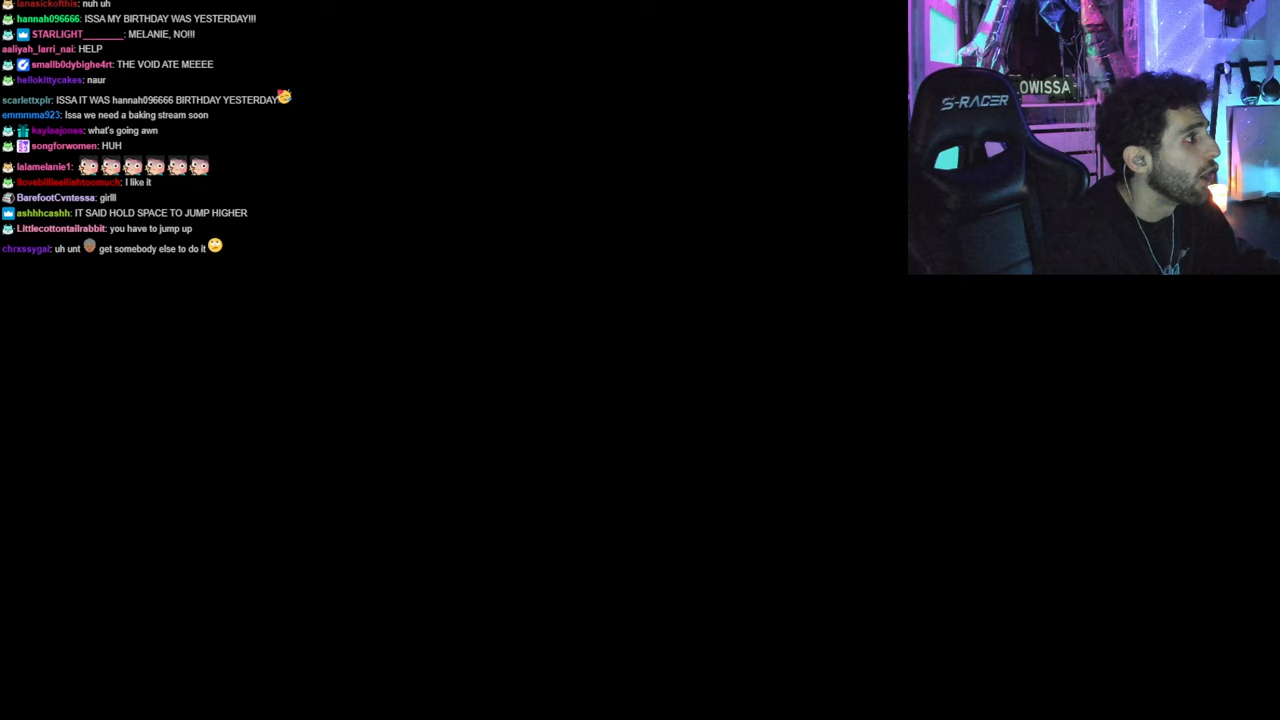 lanasickofthis: nuh uh
hannah096666: ISSA MY BIRTHDAY WAS YESTERDAY!!!
STARLIGHT________: MELANIE, NO!!!
aaliyah_larri_nai: HELP
smallb0dybighe4rt: THE VOID ATE MEEEE
hellokittycakes: naur
scarlettxplr: ISSA IT WAS hannah096666 BIRTHDAY YESTERDAY🥳
emmmma923: Issa we need a baking stream soon
kaylaajones: what's going awn
songforwomen: HUH
lalamelanie1:
: I like it
BarefootCvntessa: girlll
ashhhcashh: IT SAID HOLD SPACE TO JUMP HIGHER
Littlecottontailrabbit: you have to jump up
chrxssygal: uh unt get somebody else to do it 🙄
S-RACER
OWISSA